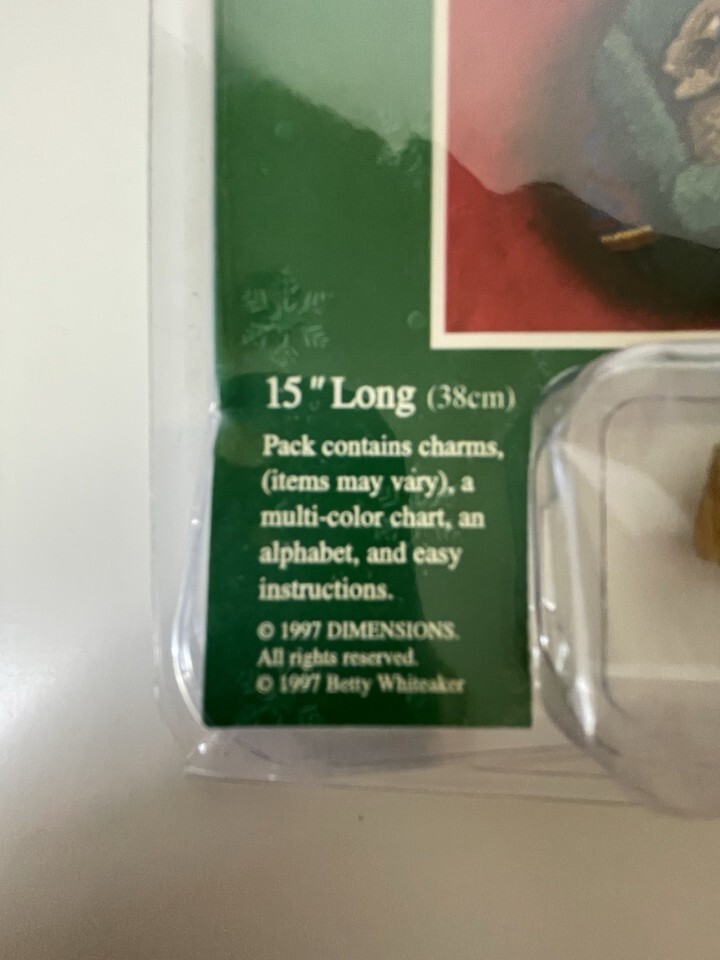 15" Long (38cm)
Pack contains charms,
(items may vary), a
multi-color chart, an
alphabet, and easy
instructions.
© 1997 DIMENSIONS.
All rights reserved.
© 1997 Betty Whiteaker